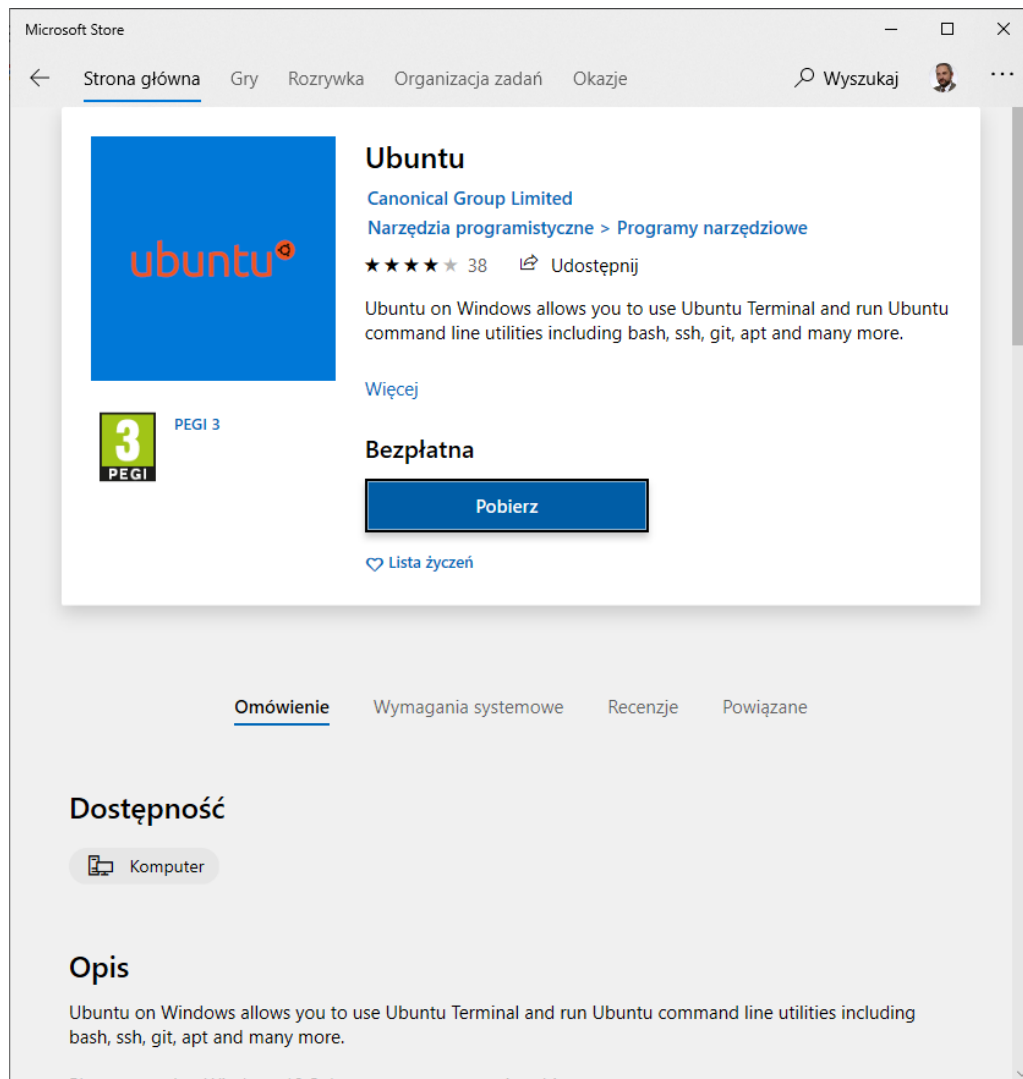 Microsoft Store
Strona główna Gry Rozrywka Organizacja zadań Okazje Wyszukaj
ubuntu
Ubuntu
Canonical Group Limited
Narzędzia programistyczne > Programy narzędziowe
38 Udostępnij
Ubuntu on Windows allows you to use Ubuntu Terminal and run Ubuntu
command line utilities including bash, ssh, git, apt and many more.
Więcej
3
PEGI
PEGI 3
Bezpłatna
Pobierz
Lista życzeń
Omówienie Wymagania systemowe Recenzje Powiązane
Dostępność
Komputer
Opis
Ubuntu on Windows allows you to use Ubuntu Terminal and run Ubuntu command line utilities including
bash, ssh, git, apt and many more.